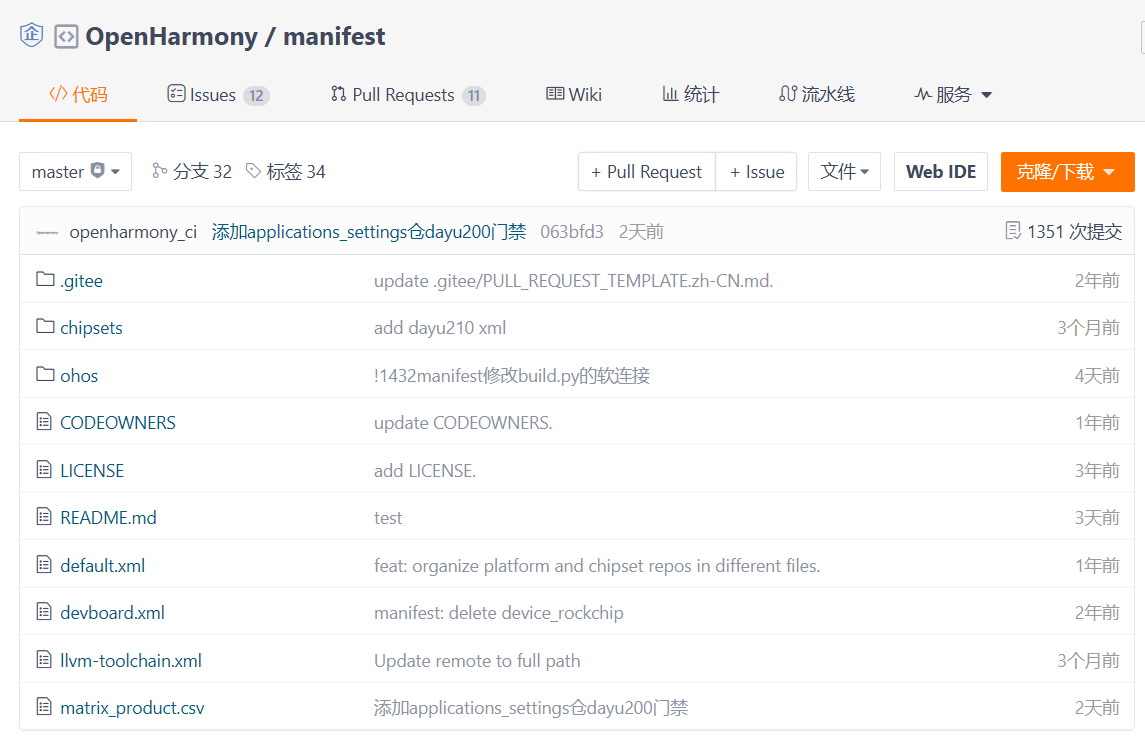 企 OpenHarmony / manifest
</> 代码 Issues 12 Pull Requests 11 Wiki 统计 流水线 服务
master 分支 32 标签 34 + Pull Request + Issue 文件 Web IDE 克隆/下载
openharmony_ci 添加applications_settings仓dayu200门禁 063bfd3 2天前 1351 次提交
.gitee update .gitee/PULL_REQUEST_TEMPLATE.zh-CN.md. 2年前
chipsets add dayu210 xml 3个月前
ohos !1432manifest修改build.py的软连接 4天前
CODEOWNERS update CODEOWNERS. 1年前
LICENSE add LICENSE. 3年前
README.md test 3天前
default.xml feat: organize platform and chipset repos in different files. 1年前
devboard.xml manifest: delete device_rockchip 2年前
llvm-toolchain.xml Update remote to full path 3个月前
matrix_product.csv 添加applications_settings仓dayu200门禁 2天前